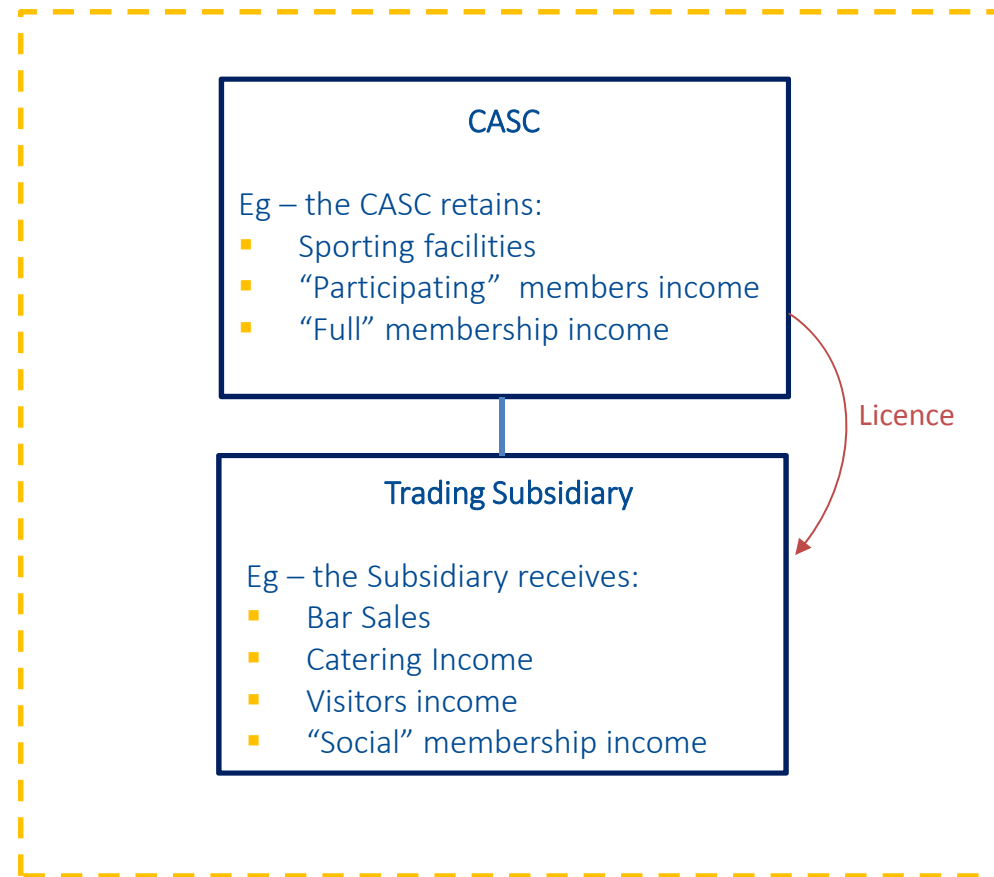 CASC
Eg – the CASC retains:
▪ Sporting facilities
▪ “Participating”  members income
▪ “Full” membership income
Licence
Trading Subsidiary
Eg – the Subsidiary receives:
▪ Bar Sales
▪ Catering Income
▪ Visitors income
▪ “Social” membership income